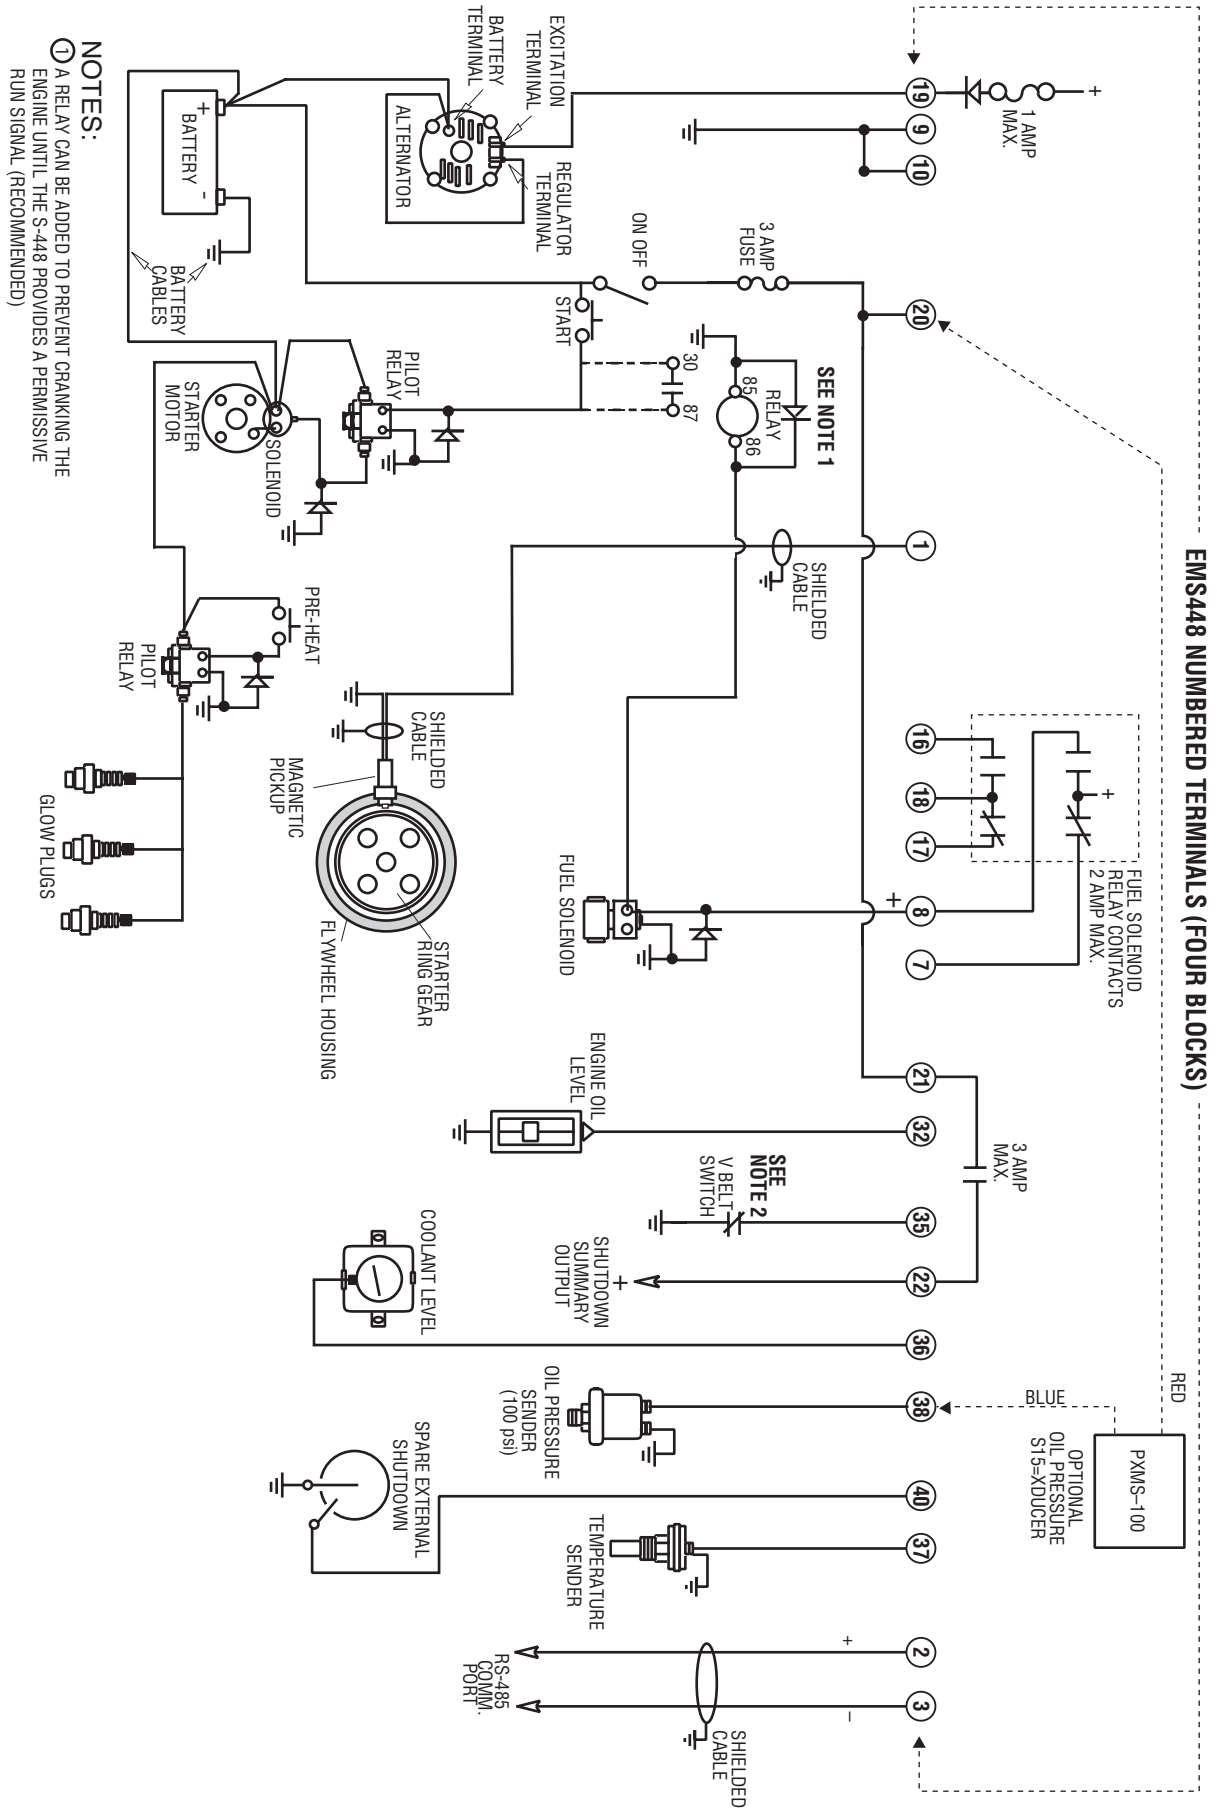 EMS448 NUMBERED TERMINALS (FOUR BLOCKS)
RED
PXMS–100
OPTIONAL
OIL PRESSURE
S15=XDUCER
BLUE
+
1 AMP
MAX.
19
9
10
20
1
16
18
17
+
FUEL SOLENOID
RELAY CONTACTS
2 AMP MAX.
+
8
7
21
32
3 AMP
MAX.
35
22
36
38
40
37
2
3
+
–
EXCITATION
TERMINAL
BATTERY
TERMINAL
REGULATOR
TERMINAL
ALTERNATOR
ON OFF
3 AMP
FUSE
START
30
87
SEE NOTE 1
85
RELAY
86
SHIELDED
CABLE
+
BATTERY
-
BATTERY
CABLES
PILOT
RELAY
STARTER
MOTOR
SOLENOID
PRE-HEAT
PILOT
RELAY
GLOW PLUGS
SHIELDED
CABLE
MAGNETIC
PICKUP
STARTER
RING GEAR
FLYWHEEL HOUSING
FUEL SOLENOID
ENGINE OIL
LEVEL
SEE
NOTE 2
V BELT
SWITCH
SHUTDOWN
SUMMARY
OUTPUT
+
COOLANT LEVEL
OIL PRESSURE
SENDER
(100 psi)
SPARE EXTERNAL
SHUTDOWN
TEMPERATURE
SENDER
RS-485
COMM.
PORT
SHIELDED
CABLE
NOTES:
1 A RELAY CAN BE ADDED TO PREVENT CRANKING THE
ENGINE UNTIL THE S-448 PROVIDES A PERMISSIVE
RUN SIGNAL (RECOMMENDED)